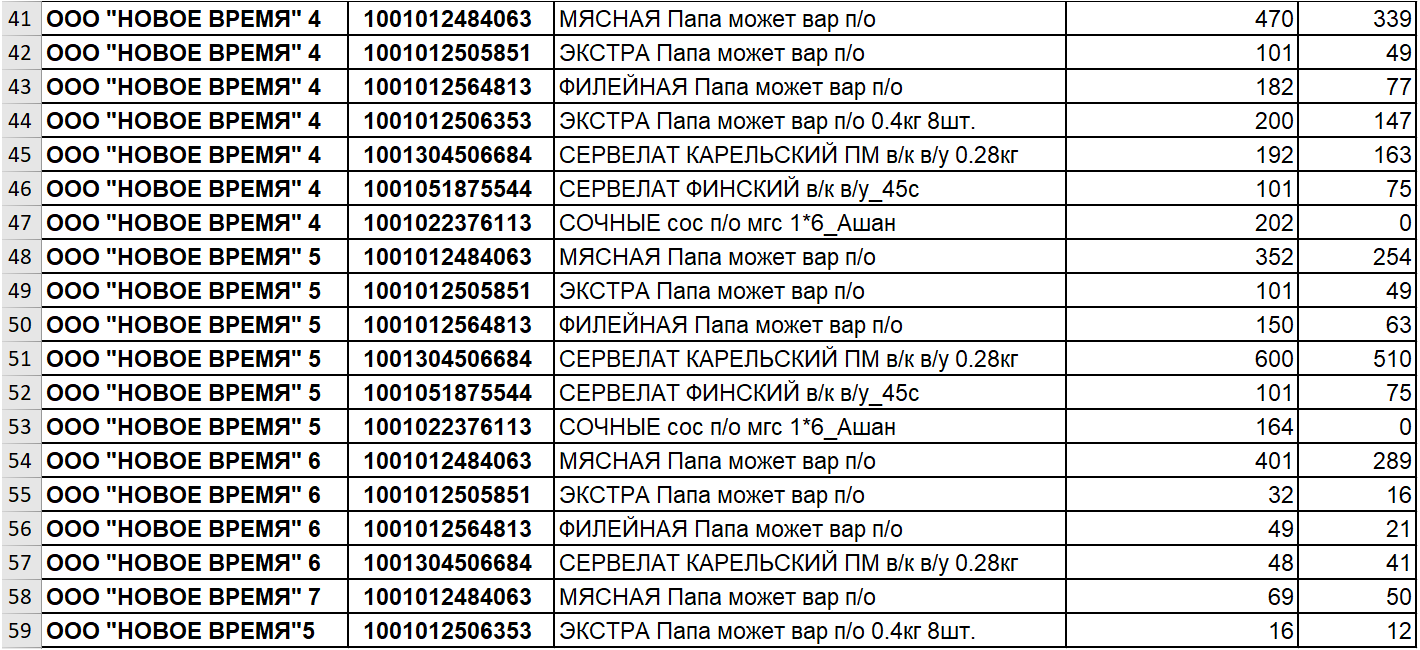 41 ООО "НОВОЕ ВРЕМЯ" 4 1001012484063 МЯСНАЯ Папа может вар п/о 470 339
42 ООО "НОВОЕ ВРЕМЯ" 4 1001012505851 ЭКСТРА Папа может вар п/о 101 49
43 ООО "НОВОЕ ВРЕМЯ" 4 1001012564813 ФИЛЕЙНАЯ Папа может вар п/о 182 77
44 ООО "НОВОЕ ВРЕМЯ" 4 1001012506353 ЭКСТРА Папа может вар п/о 0.4кг 8шт. 200 147
45 ООО "НОВОЕ ВРЕМЯ" 4 1001304506684 СЕРВЕЛАТ КАРЕЛЬСКИЙ ПМ в/к в/у 0.28кг 192 163
46 ООО "НОВОЕ ВРЕМЯ" 4 1001051875544 СЕРВЕЛАТ ФИНСКИЙ в/к в/у_45с 101 75
47 ООО "НОВОЕ ВРЕМЯ" 4 1001022376113 СОЧНЫЕ сос п/о мгс 1*6_Ашан 202 0
48 ООО "НОВОЕ ВРЕМЯ" 5 1001012484063 МЯСНАЯ Папа может вар п/о 352 254
49 ООО "НОВОЕ ВРЕМЯ" 5 1001012505851 ЭКСТРА Папа может вар п/о 101 49
50 ООО "НОВОЕ ВРЕМЯ" 5 1001012564813 ФИЛЕЙНАЯ Папа может вар п/о 150 63
51 ООО "НОВОЕ ВРЕМЯ" 5 1001304506684 СЕРВЕЛАТ КАРЕЛЬСКИЙ ПМ в/к в/у 0.28кг 600 510
52 ООО "НОВОЕ ВРЕМЯ" 5 1001051875544 СЕРВЕЛАТ ФИНСКИЙ в/к в/у_45с 101 75
53 ООО "НОВОЕ ВРЕМЯ" 5 1001022376113 СОЧНЫЕ сос п/о мгс 1*6_Ашан 164 0
54 ООО "НОВОЕ ВРЕМЯ" 6 1001012484063 МЯСНАЯ Папа может вар п/о 401 289
55 ООО "НОВОЕ ВРЕМЯ" 6 1001012505851 ЭКСТРА Папа может вар п/о 32 16
56 ООО "НОВОЕ ВРЕМЯ" 6 1001012564813 ФИЛЕЙНАЯ Папа может вар п/о 49 21
57 ООО "НОВОЕ ВРЕМЯ" 6 1001304506684 СЕРВЕЛАТ КАРЕЛЬСКИЙ ПМ в/к в/у 0.28кг 48 41
58 ООО "НОВОЕ ВРЕМЯ" 7 1001012484063 МЯСНАЯ Папа может вар п/о 69 50
59 ООО "НОВОЕ ВРЕМЯ"5 1001012506353 ЭКСТРА Папа может вар п/о 0.4кг 8шт. 16 12